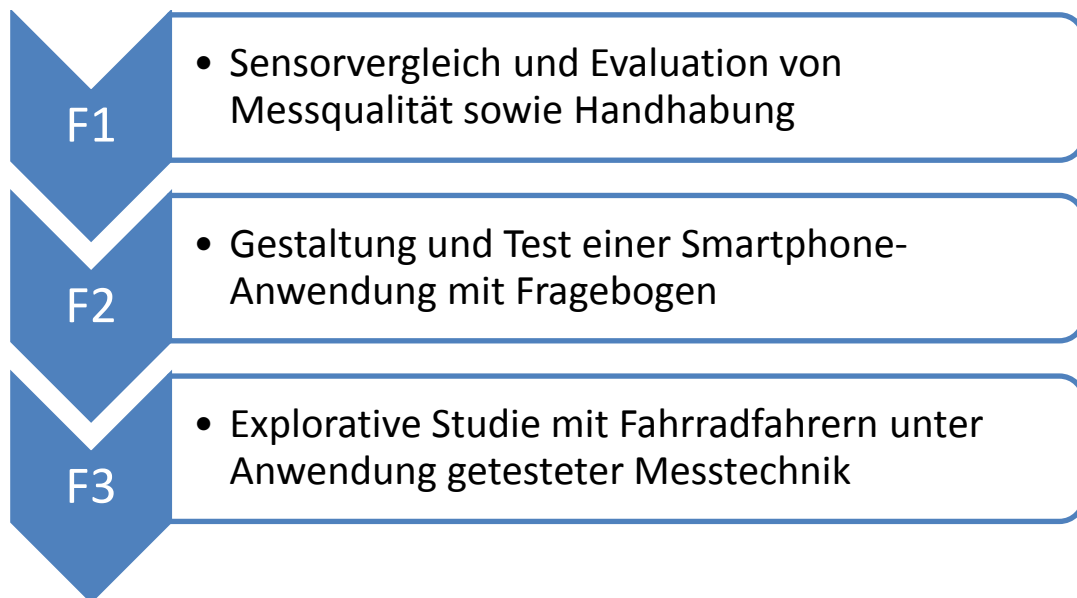 F1
• Sensorvergleich und Evaluation von
Messqualität sowie Handhabung
F2
• Gestaltung und Test einer Smartphone-
Anwendung mit Fragebogen
F3
• Explorative Studie mit Fahrradfahrern unter
Anwendung getesteter Messtechnik